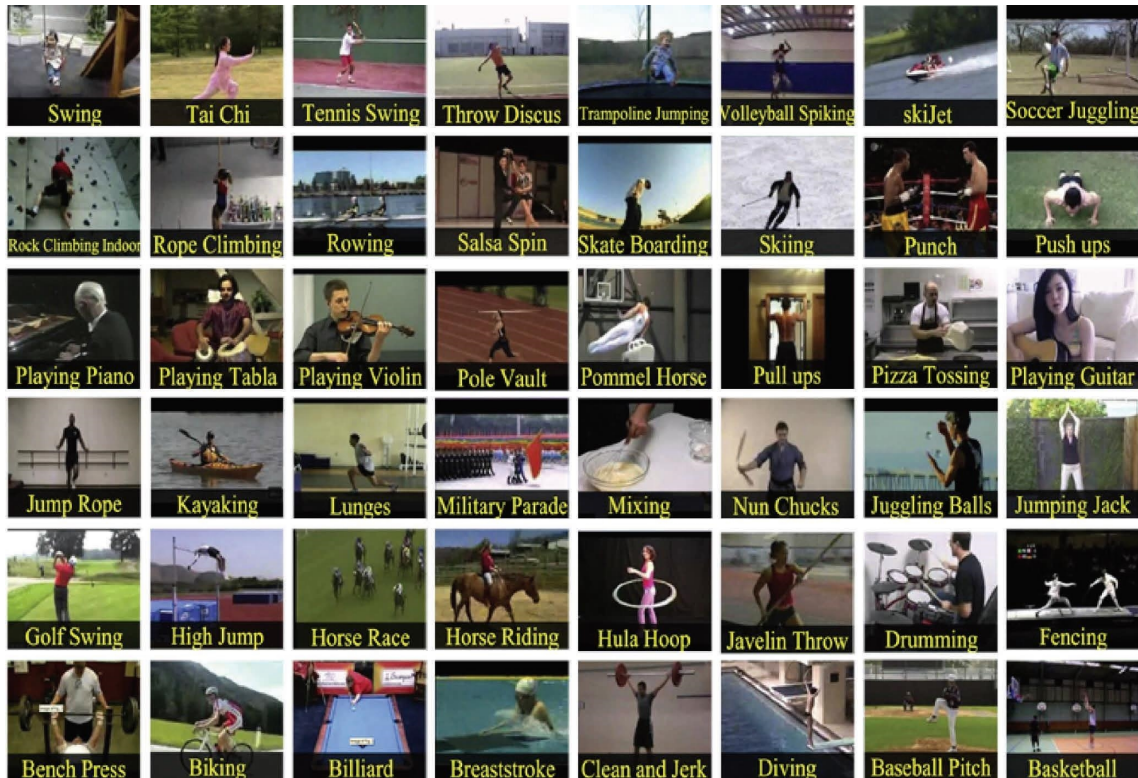 Swing
Tai Chi
Tennis Swing
Throw Discus
Trampoline Jumping
Volleyball Spiking
skiJet
Soccer Juggling
Rock Climbing Indoor
Rope Climbing
Rowing
Salsa Spin
Skate Boarding
Skiing
Punch
Push ups
Playing Piano
Playing Tabla
Playing Violin
Pole Vault
Pommel Horse
Pull ups
Pizza Tossing
Playing Guitar
Jump Rope
Kayaking
Lunges
Military Parade
Mixing
Nun Chucks
Juggling Balls
Jumping Jack
Golf Swing
High Jump
Horse Race
Horse Riding
Hula Hoop
Javelin Throw
Drumming
Fencing
Bench Press
Biking
Billiard
Breaststroke
Clean and Jerk
Diving
Baseball Pitch
Basketball